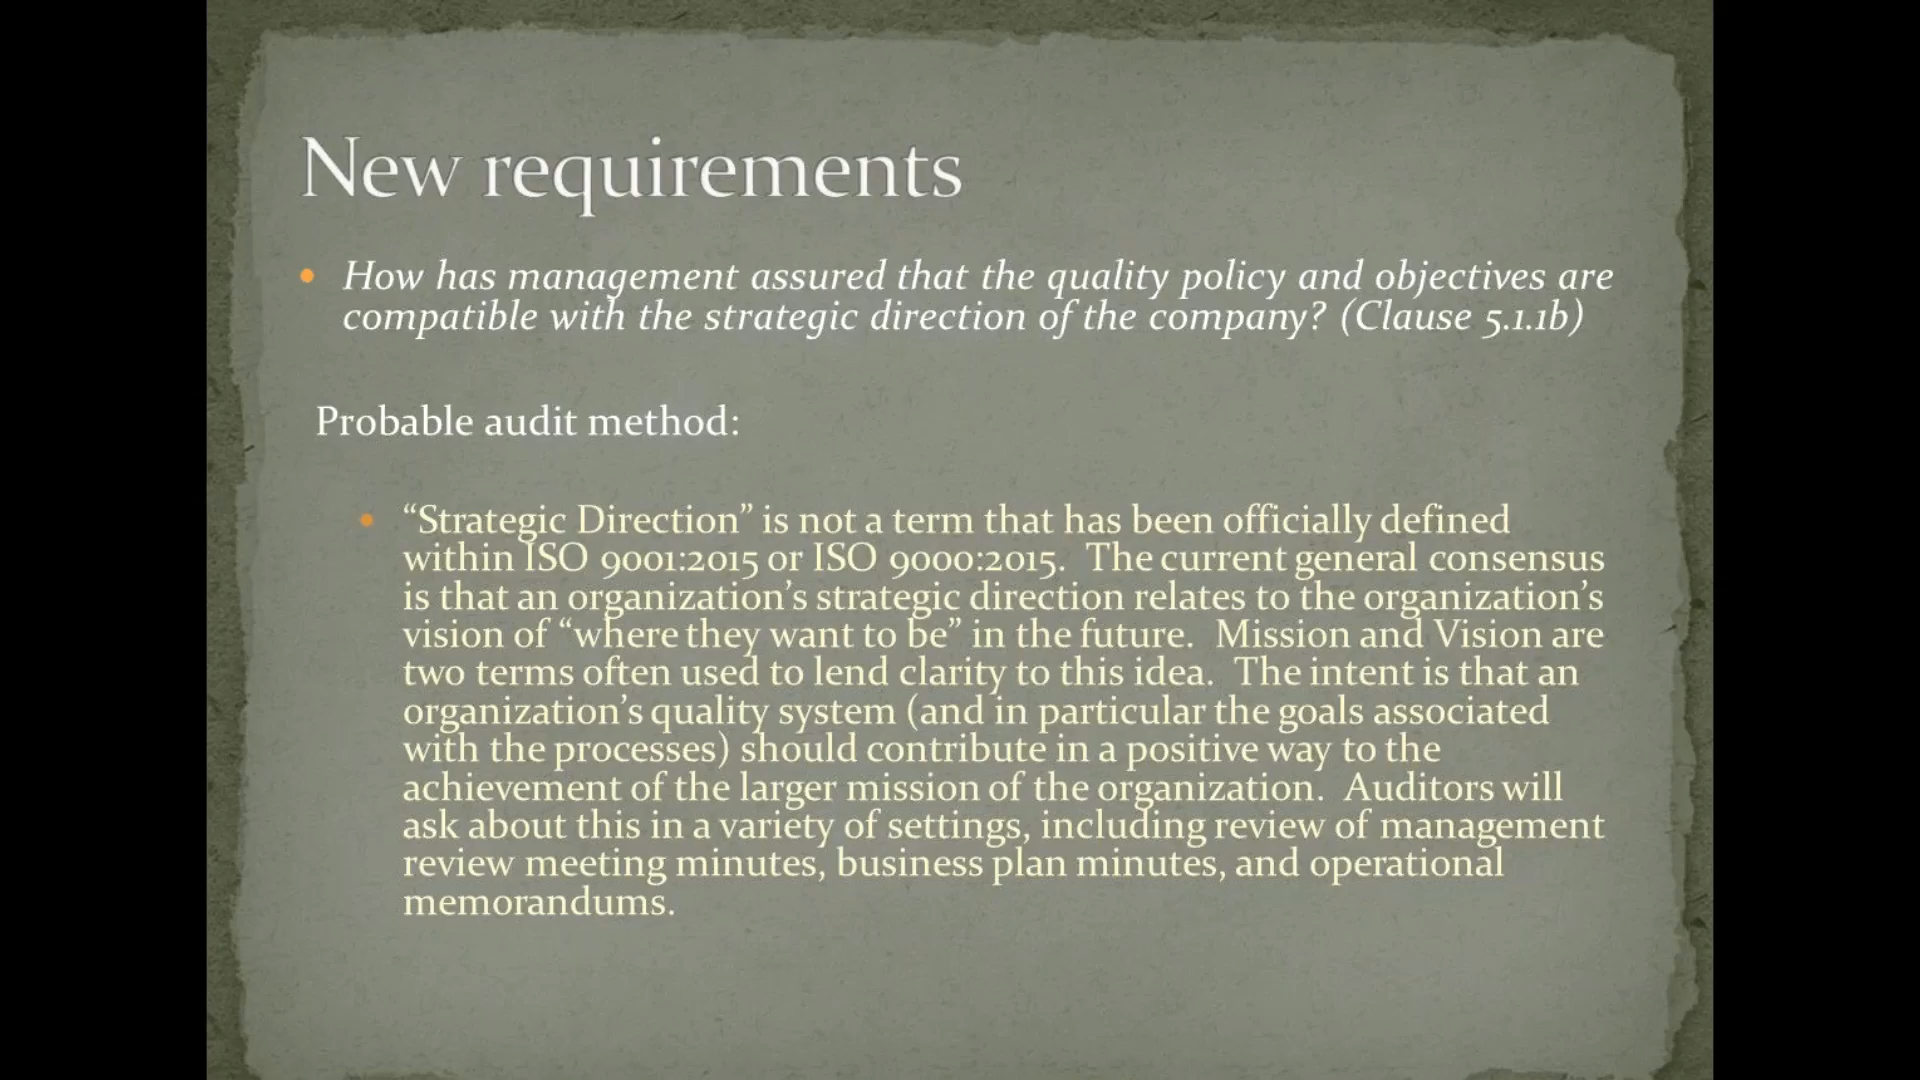 New requirements
• How has management assured that the quality policy and objectives are
compatible with the strategic direction of the company? (Clause 5.1.1b)
Probable audit method:
• “Strategic Direction” is not a term that has been officially defined
within ISO 9001:2015 or ISO 9000:2015. The current general consensus
is that an organization’s strategic direction relates to the organization’s
vision of “where they want to be” in the future. Mission and Vision are
two terms often used to lend clarity to this idea. The intent is that an
organization’s quality system (and in particular the goals associated
with the processes) should contribute in a positive way to the
achievement of the larger mission of the organization. Auditors will
ask about this in a variety of settings, including review of management
review meeting minutes, business plan minutes, and operational
memorandums.